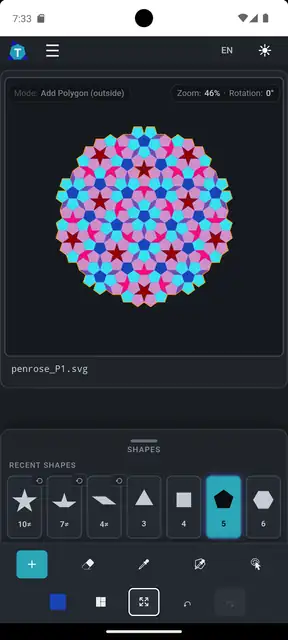 7:33
T
EN
Mode: Add Polygon (outside)
Zoom: 46% · Rotation: 0°
penrose_P1.svg
SHAPES
RECENT SHAPES
10≠ 7≠ 4≠ 3 4 5 6
+